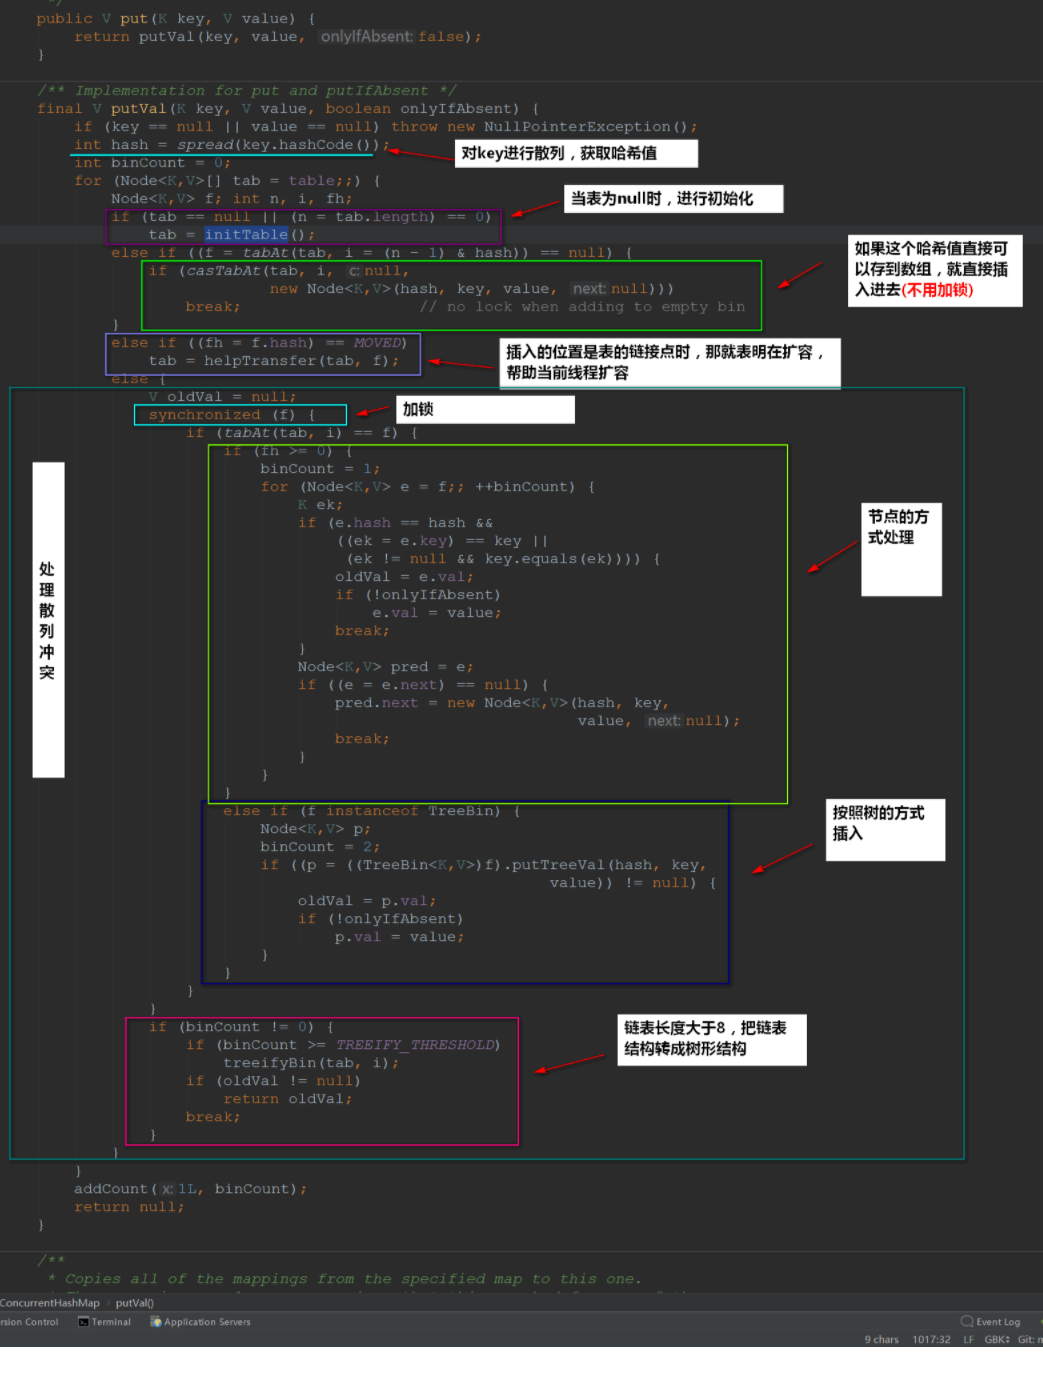 */
public V put(K key, V value) {
return putVal(key, value, onlyIfAbsent: false);
}
/** Implementation for put and putIfAbsent */
final V putVal(K key, V value, boolean onlyIfAbsent) {
if (key == null || value == null) throw new NullPointerException();
int hash = spread(key.hashCode());
对key进行散列，获取哈希值
int binCount = 0;
for (Node<K,V>[] tab = table;;) {
Node<K,V> f; int n, i, fh;
当表为null时，进行初始化
if (tab == null || (n = tab.length) == 0)
tab = initTable();
else if ((f = tabAt(tab, i = (n - 1) & hash)) == null) {
如果这个哈希值直接可
以存到数组，就直接插
入进去(不用加锁)
if (casTabAt(tab, i, c: null,
new Node<K,V>(hash, key, value, next: null)))
break; // no lock when adding to empty bin
}
else if ((fh = f.hash) == MOVED)
tab = helpTransfer(tab, f);
插入的位置是表的链接点时，那就表明在扩容，
帮助当前线程扩容
else {
V oldVal = null;
synchronized (f) {
加锁
if (tabAt(tab, i) == f) {
if (fh >= 0) {
binCount = 1;
for (Node<K,V> e = f;; ++binCount) {
K ek;
if (e.hash == hash &&
((ek = e.key) == key ||
(ek != null && key.equals(ek)))) {
节点的方
式处理
oldVal = e.val;
if (!onlyIfAbsent)
e.val = value;
break;
}
处
理
散
列
冲
突
Node<K,V> pred = e;
if ((e = e.next) == null) {
pred.next = new Node<K,V>(hash, key,
value, next: null);
break;
}
}
}
else if (f instanceof TreeBin) {
按照树的方式
插入
Node<K,V> p;
binCount = 2;
if ((p = ((TreeBin<K,V>)f).putTreeVal(hash, key,
value)) != null) {
oldVal = p.val;
if (!onlyIfAbsent)
p.val = value;
}
}
}
}
if (binCount != 0) {
链表长度大于8，把链表
结构转成树形结构
if (binCount >= TREEIFY_THRESHOLD)
treeifyBin(tab, i);
if (oldVal != null)
return oldVal;
break;
}
}
}
addCount(x: 1L, binCount);
return null;
}
/**
* Copies all of the mappings from the specified map to this one.
ConcurrentHashMap putVal()
rsion Control Terminal Application Servers Event Log
9 chars 1017:32 LF GBK Git: